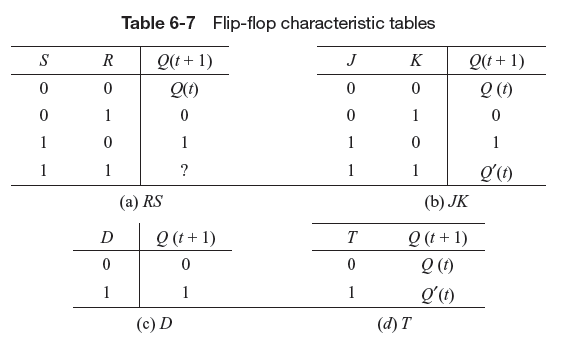 Table 6-7 Flip-flop characteristic tables
S R Q(t + 1) J K Q(t + 1)
0 0 Q(t) 0 0 Q (t)
0 1 0 0 1 0
1 0 1 1 0 1
1 1 ? 1 1 Q′(t)
(a) RS (b) JK
D Q (t + 1) T Q (t + 1)
0 0 0 Q (t)
1 1 1 Q′(t)
(c) D (d) T